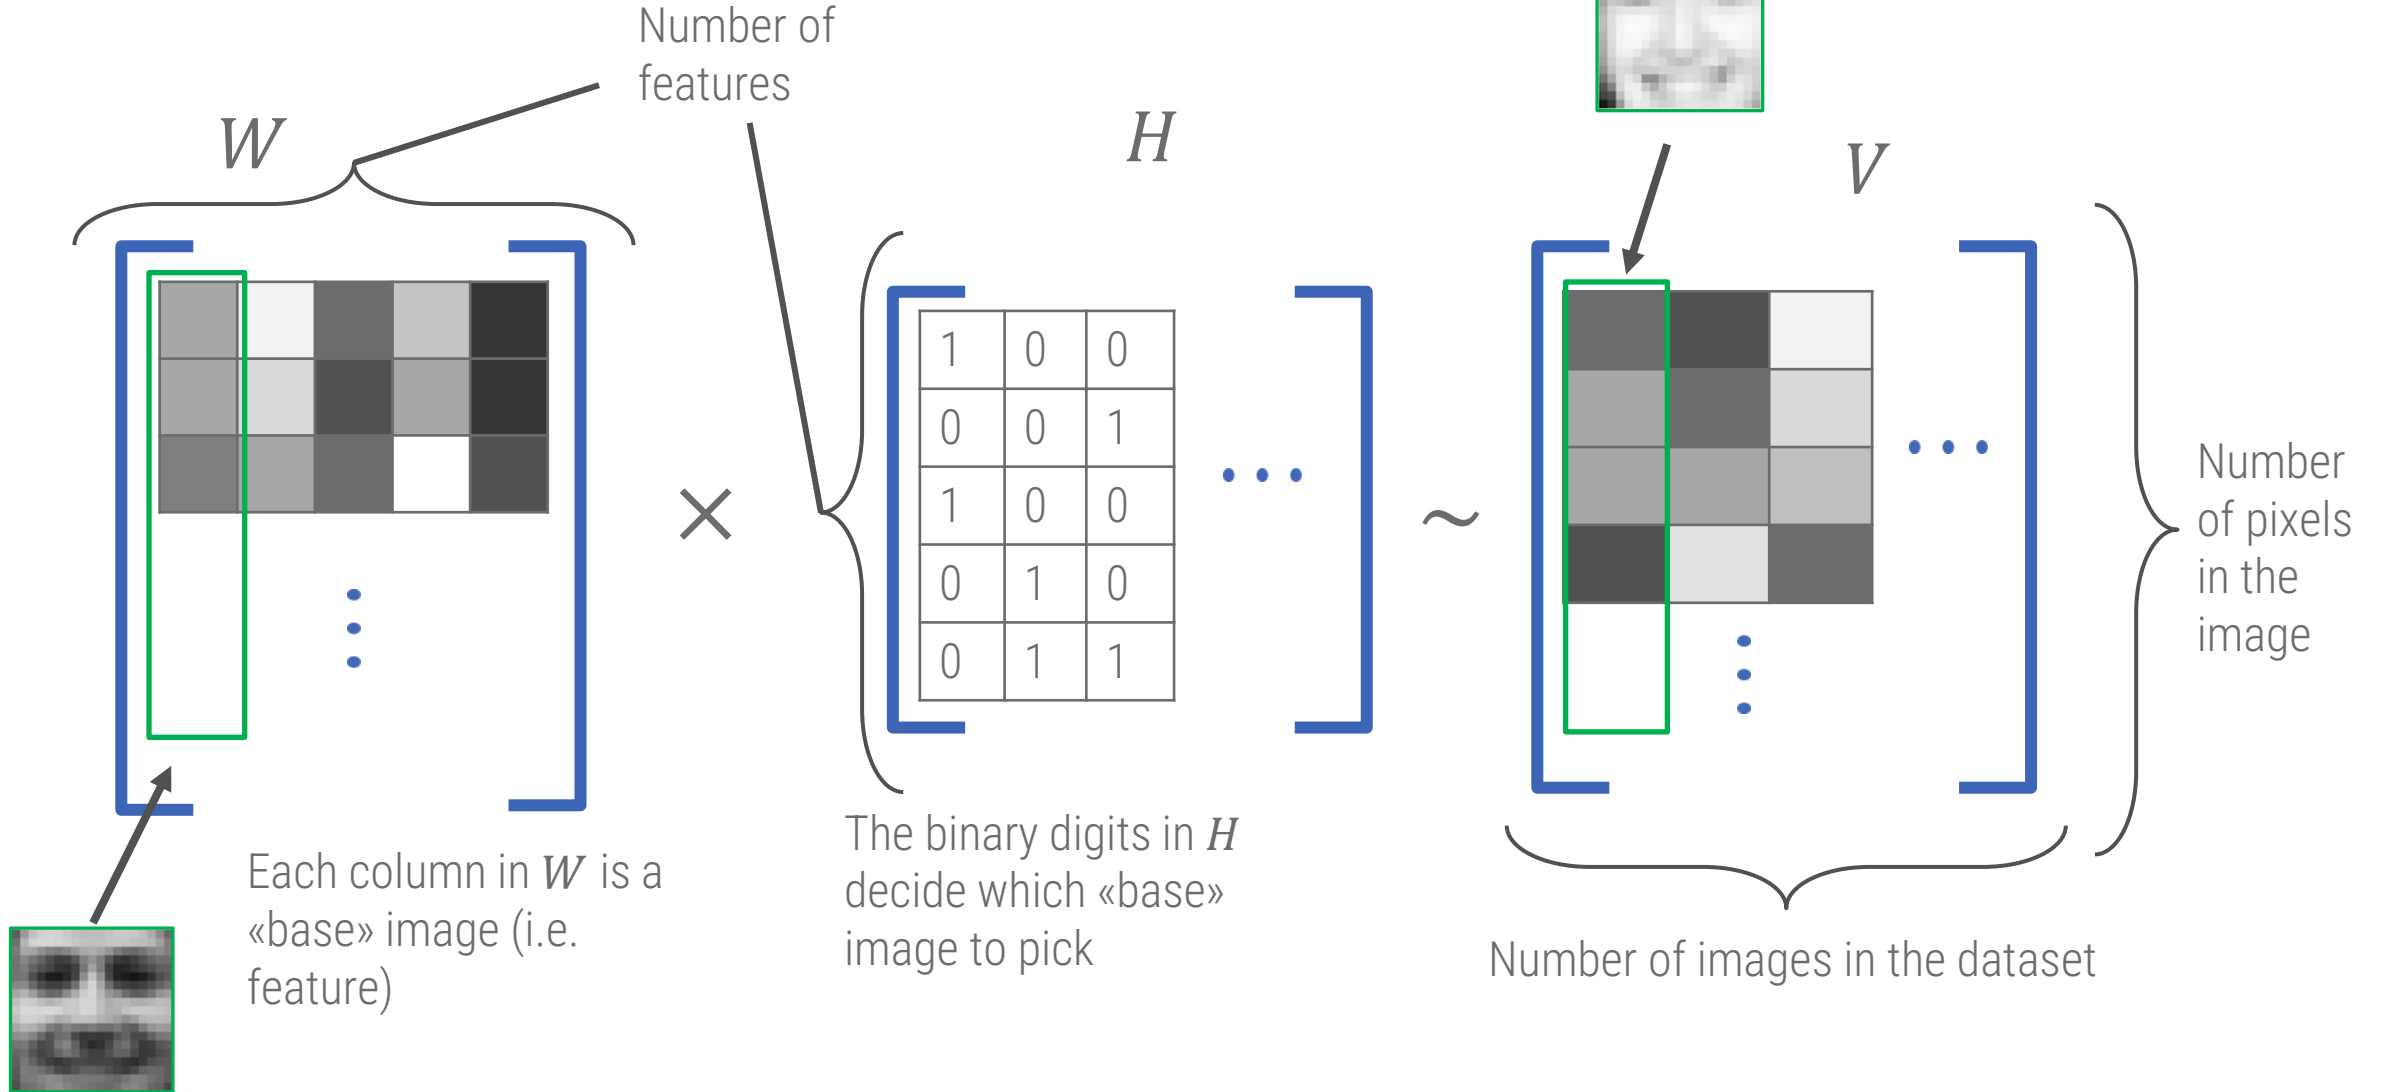 Number of
features
W
H
V
1 0 0
0 0 1
1 0 0
0 1 0
0 1 1
×
~
Number
of pixels
in the
image
Each column in W is a
«base» image (i.e.
feature)
The binary digits in H
decide which «base»
image to pick
Number of images in the dataset